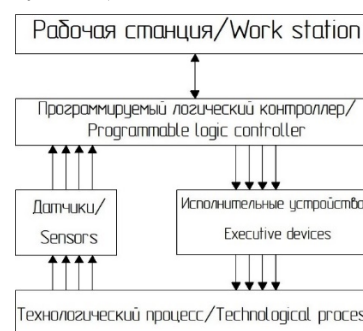 Рабочая станция/Work station
Программируемый логический контроллер/
Programmable logic controller
Датчики/
Sensors
Исполнительные устройства
Executive devices
Технологический процесс/Technological proces